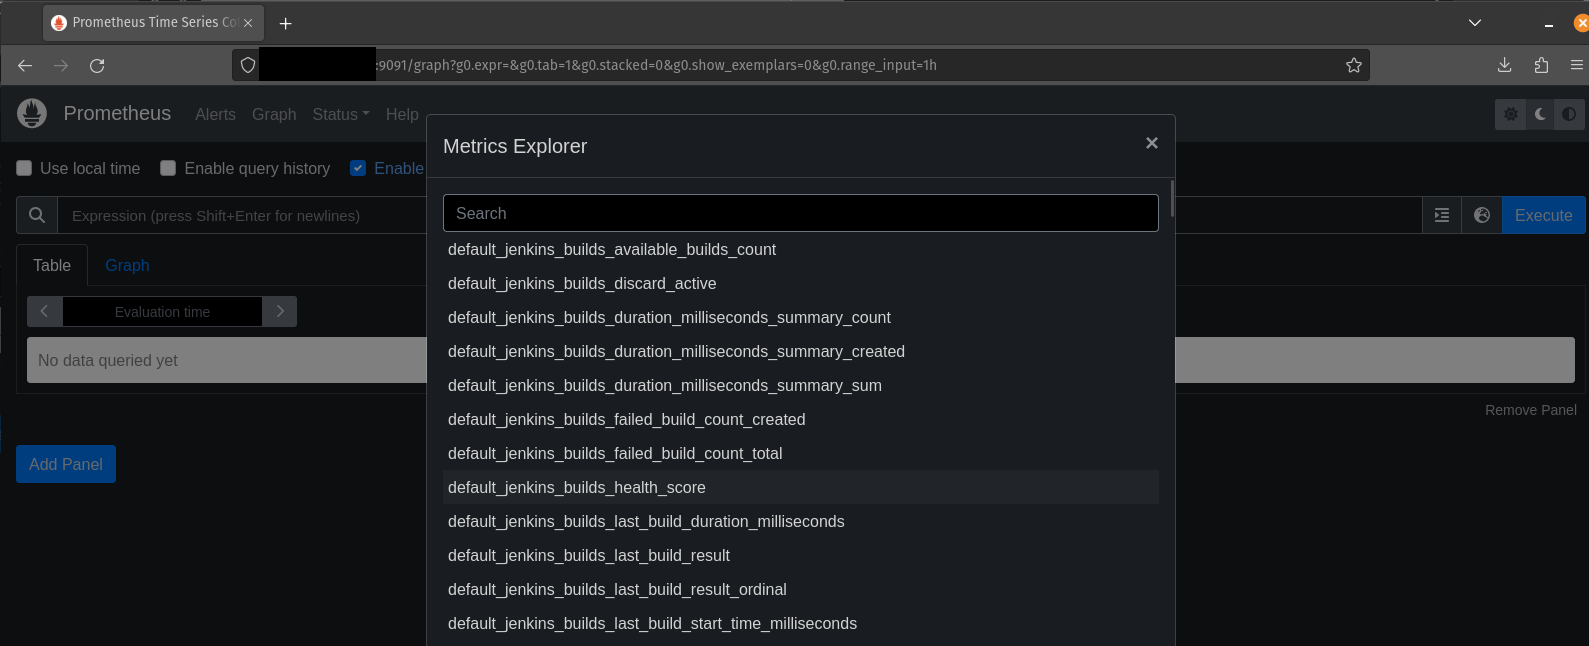 Prometheus Time Series Co
:9091/graph?g0.expr=&g0.tab=1&g0.stacked=0&g0.show_exemplars=0&g0.range_input=1h
Prometheus Alerts Graph Status Help
Metrics Explorer
Use local time Enable query history Enable
Expression (press Shift+Enter for newlines) Execute
Search
Table Graph
Evaluation time
No data queried yet
Remove Panel
Add Panel
default_jenkins_builds_available_builds_count
default_jenkins_builds_discard_active
default_jenkins_builds_duration_milliseconds_summary_count
default_jenkins_builds_duration_milliseconds_summary_created
default_jenkins_builds_duration_milliseconds_summary_sum
default_jenkins_builds_failed_build_count_created
default_jenkins_builds_failed_build_count_total
default_jenkins_builds_health_score
default_jenkins_builds_last_build_duration_milliseconds
default_jenkins_builds_last_build_result
default_jenkins_builds_last_build_result_ordinal
default_jenkins_builds_last_build_start_time_milliseconds